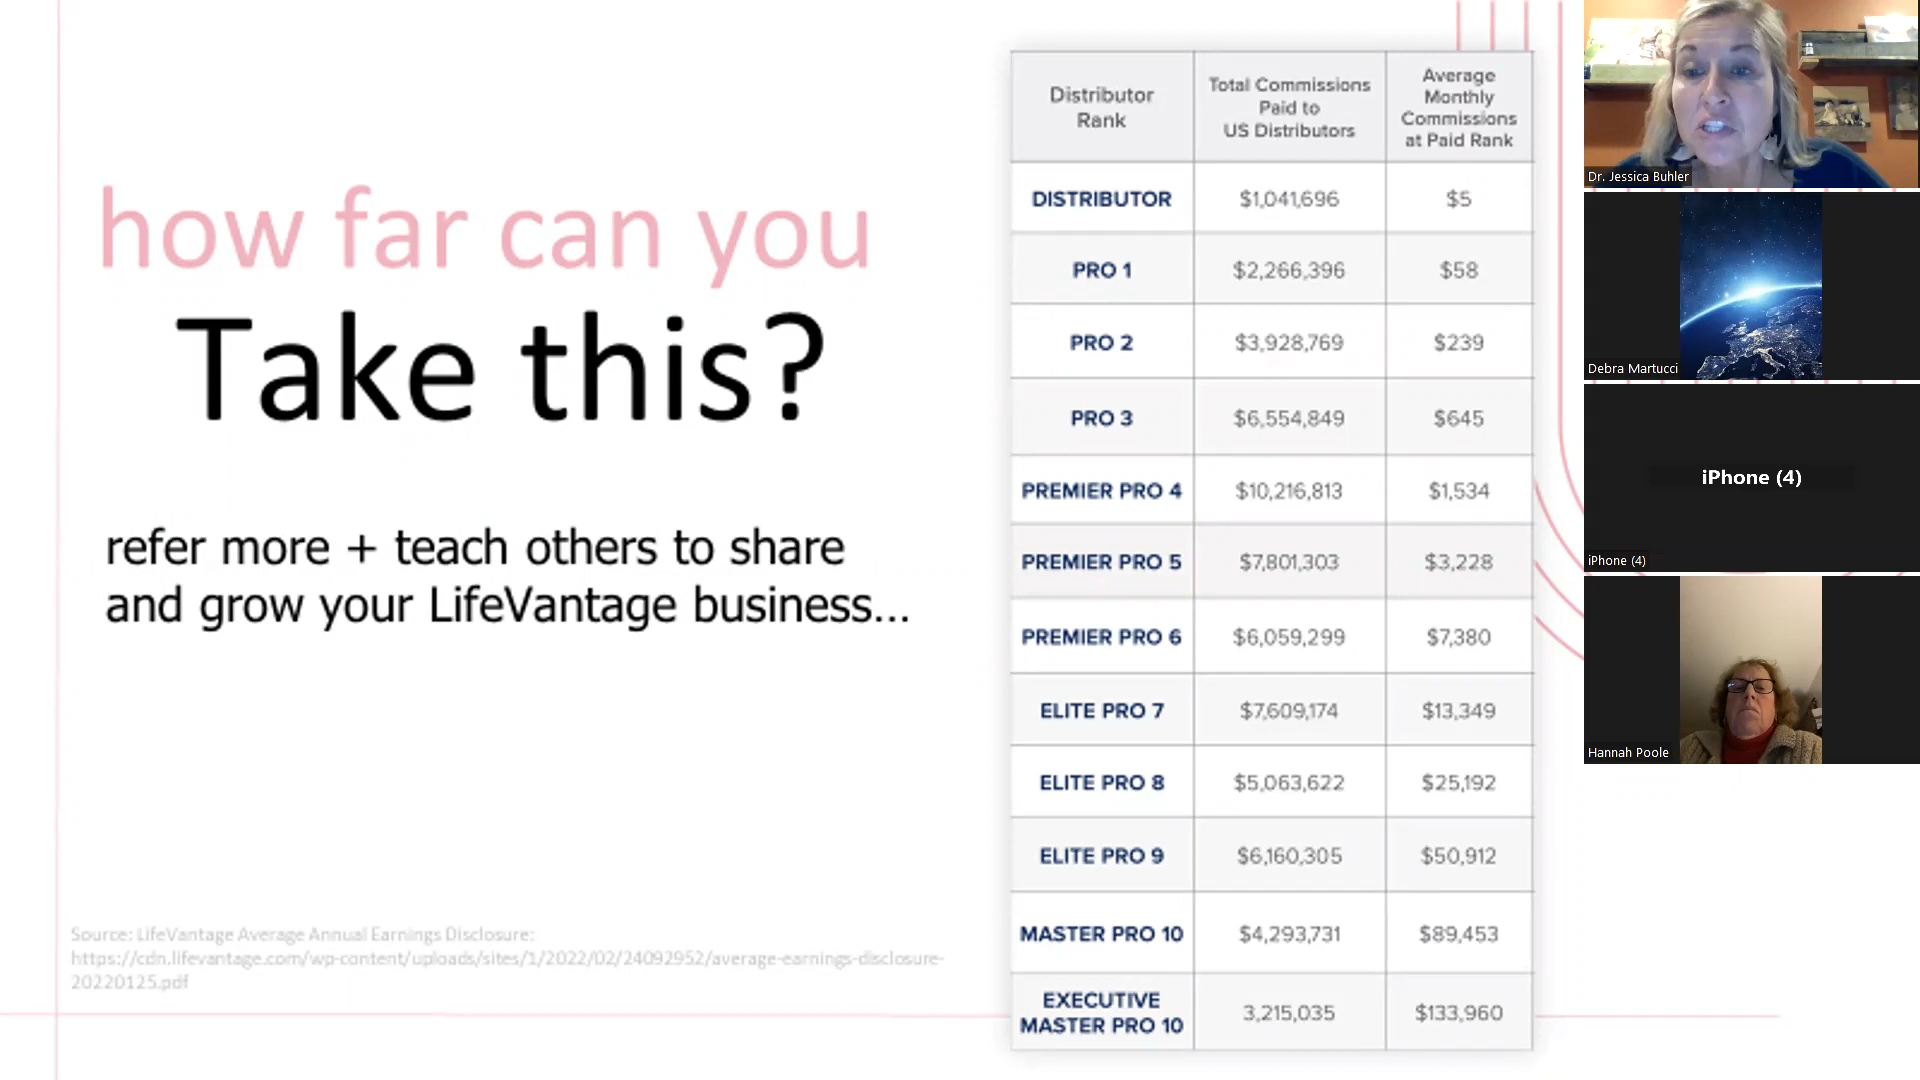 how far can you
Take this?
refer more + teach others to share
and grow your LifeVantage business...
Source: LifeVantage Average Annual Earnings Disclosure:
https://cdn.lifevantage.com/wp-content/uploads/sites/1/2022/02/24092952/average-earnings-disclosure-
20220125.pdf
Distributor
Rank
Total Commissions
Paid to
US Distributors
Average
Monthly
Commissions
at Paid Rank
DISTRIBUTOR $1,041,696 $5
PRO 1 $2,266,396 $58
PRO 2 $3,928,769 $239
PRO 3 $6,554,849 $645
PREMIER PRO 4 $10,216,813 $1,534
PREMIER PRO 5 $7,801,303 $3,228
PREMIER PRO 6 $6,059,299 $7,380
ELITE PRO 7 $7,609,174 $13,349
ELITE PRO 8 $5,063,622 $25,192
ELITE PRO 9 $6,160,305 $50,912
MASTER PRO 10 $4,293,731 $89,453
EXECUTIVE
MASTER PRO 10 3,215,035 $133,960
Dr. Jessica Buhler
Debra Martucci
iPhone (4)
iPhone (4)
Hannah Poole